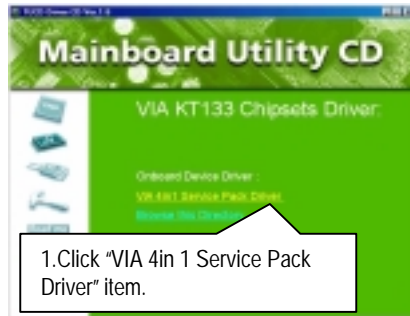 Mainboard Utility CD
VIA KT133 Chipsets Driver:
Onboard Device Driver :
VIA 4in1 Service Pack Driver
Browse this Directory
1.Click “VIA 4in 1 Service Pack
Driver” item.